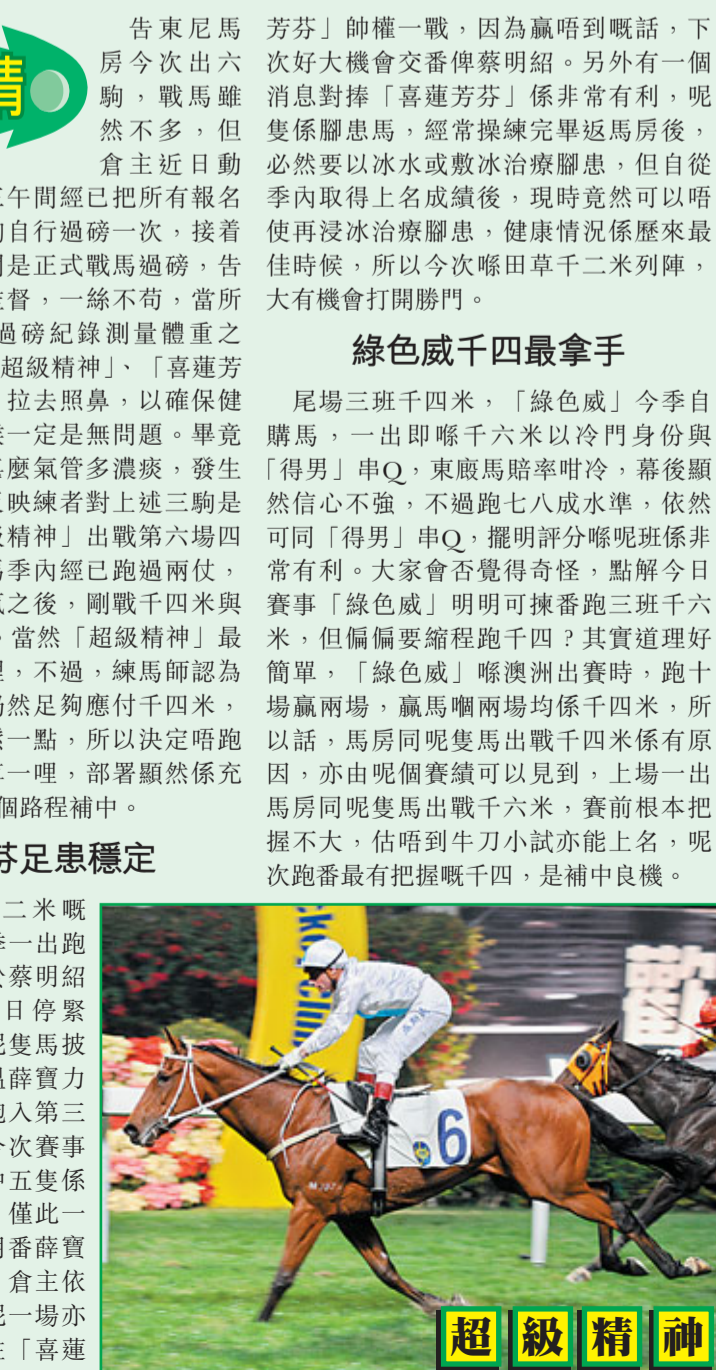 精
告東尼馬
房今次出六
駒，戰馬雖
然不多，但
倉主近日動
午間經已把所有報名
自行過磅一次，接着
是正式戰馬過磅，告
督，一絲不苟，當所
過磅紀錄測量體重之
超級精神」、「喜蓮芳
拉去照鼻，以確保健
一定是無問題。畢竟
麼氣管多濃痰，發生
映練者對上述三駒是
精神」出戰第六場四
季內經已跑過兩仗，
之後，剛戰千四米與
，當然「超級精神」最
，不過，練馬師認為
然足夠應付千四米，
一點，所以決定唔跑
一哩，部署顯然係充
個路程補中。
芬足患穩定
二米嘅
一出跑
蔡明紹
日停緊
隻馬披
薛寶力
入第三
次賽事
五隻係
僅此一
番薛寶
倉主依
一場亦
「喜蓮
芳芬」帥權一戰，因為贏唔到嘅話，下
次好大機會交番俾蔡明紹。另外有一個
消息對捧「喜蓮芳芬」係非常有利，呢
隻係腳患馬，經常操練完畢返馬房後，
必然要以冰水或敷冰治療腳患，但自從
季內取得上名成績後，現時竟然可以唔
使再浸冰治療腳患，健康情況係歷來最
佳時候，所以今次喺田草千二米列陣，
大有機會打開勝門。
綠色威千四最拿手
尾場三班千四米，「綠色威」今季自
購馬，一出即喺千六米以冷門身份與
「得男」串Q，東廄馬賠率咁冷，幕後顯
然信心不強，不過跑七八成水準，依然
可同「得男」串Q，擺明評分喺呢班係非
常有利。大家會否覺得奇怪，點解今日
賽事「綠色威」明明可揀番跑三班千六
米，但偏偏要縮程跑千四？其實道理好
簡單，「綠色威」喺澳洲出賽時，跑十
場贏兩場，贏馬嗰兩場均係千四米，所
以話，馬房同呢隻馬出戰千四米係有原
因，亦由呢個賽績可以見到，上場一出
馬房同呢隻馬出戰千六米，賽前根本把
握不大，估唔到牛刀小試亦能上名，呢
次跑番最有把握嘅千四，是補中良機。
6
超級精神